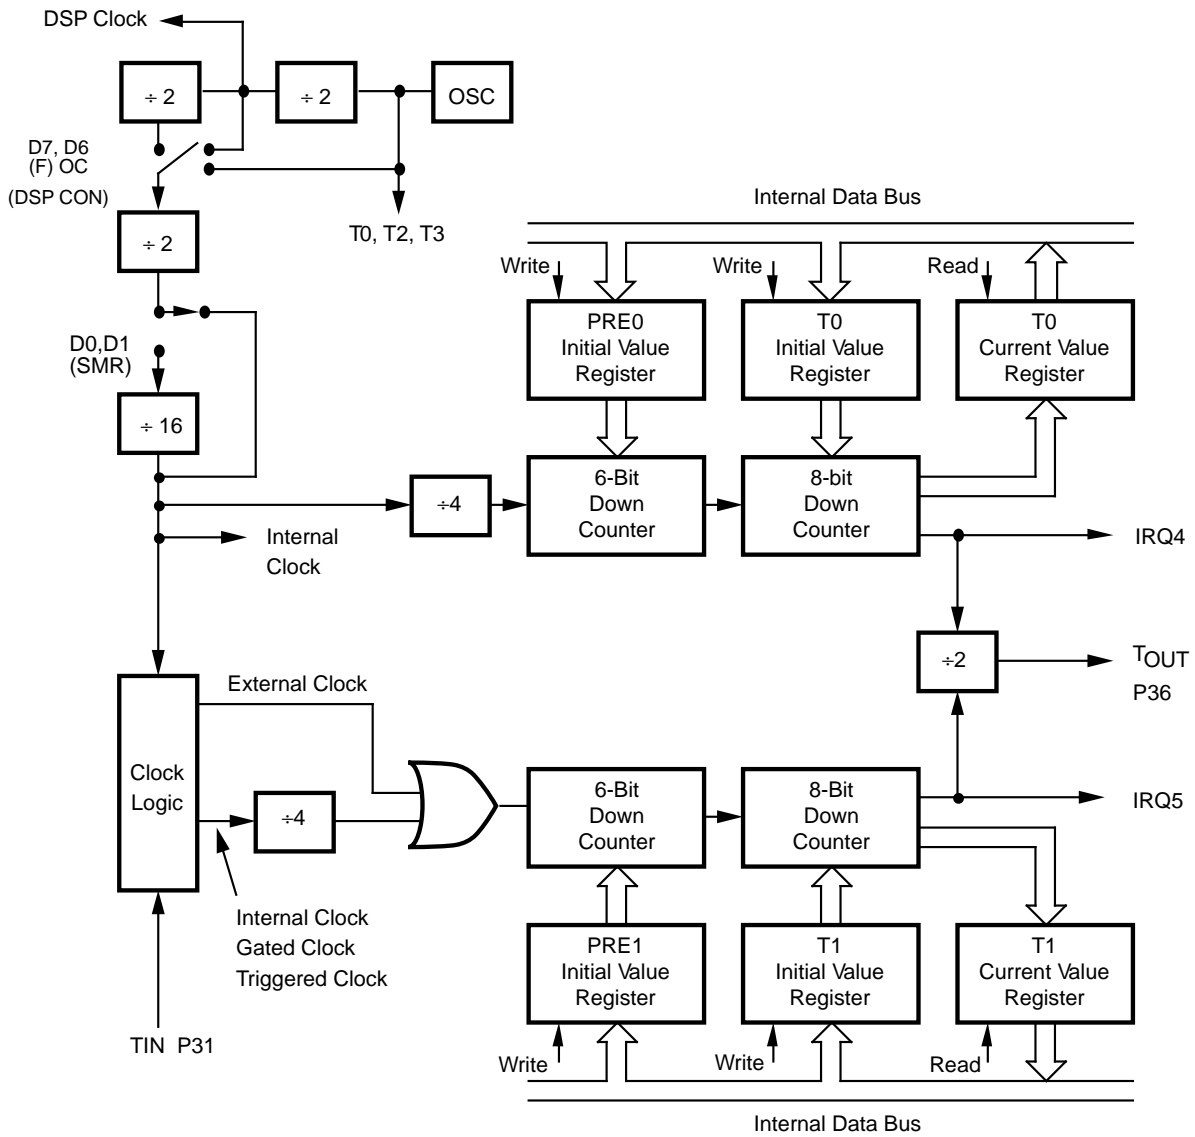 DSP Clock
÷ 2
÷ 2
OSC
D7, D6
(F) OC
(DSP CON)
T0, T2, T3
÷ 2
D0,D1
(SMR)
÷ 16
Internal Data Bus
Write
Write
Read
PRE0
Initial Value
Register
T0
Initial Value
Register
T0
Current Value
Register
÷4
6-Bit
Down
Counter
8-bit
Down
Counter
Internal
Clock
IRQ4
÷2
TOUT
P36
External Clock
Clock
Logic
÷4
6-Bit
Down
Counter
8-Bit
Down
Counter
IRQ5
Internal Clock
Gated Clock
Triggered Clock
PRE1
Initial Value
Register
T1
Initial Value
Register
T1
Current Value
Register
TIN P31
Write
Write
Read
Internal Data Bus